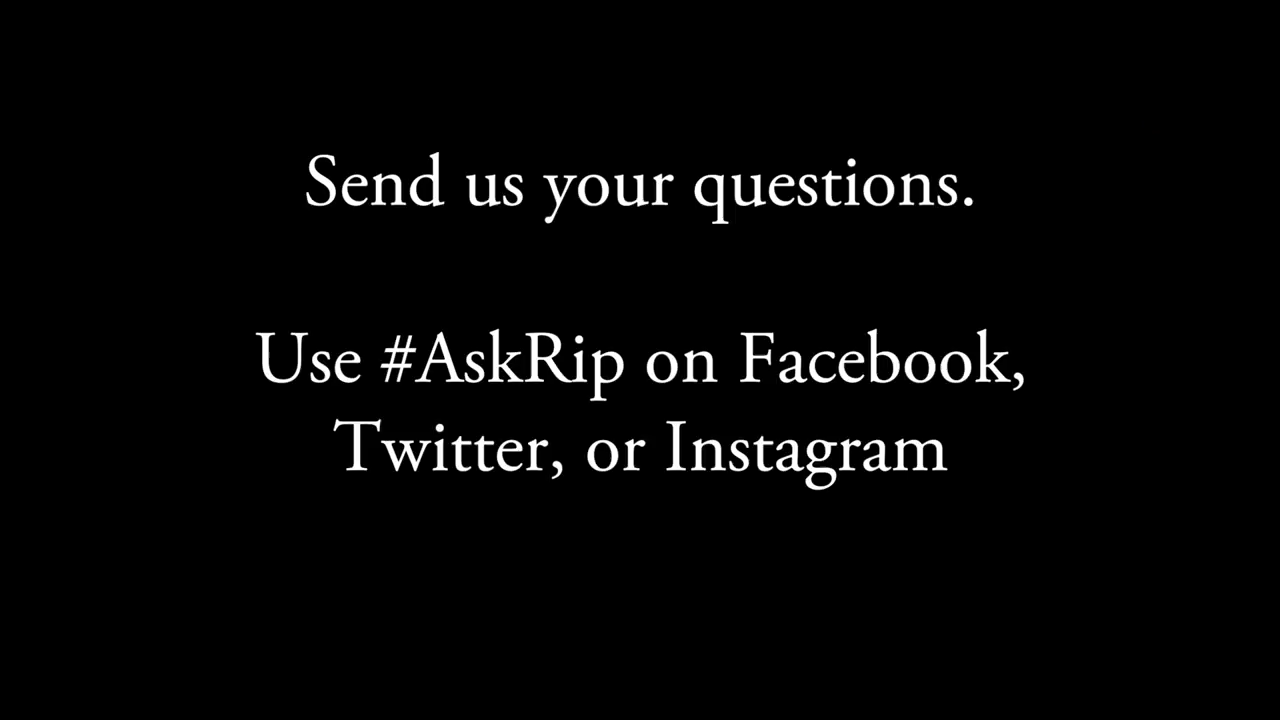 Send us your questions.
Use #AskRip on Facebook,
Twitter, or Instagram